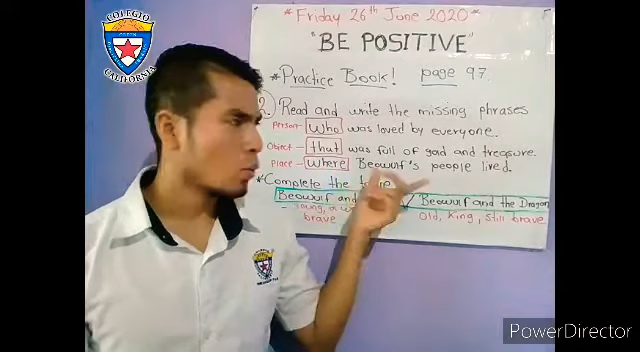 COLEGIO
CALIFORNIA
* Friday 26th June 2020 *
"BE POSITIVE"
* Practice Book! page 97.
2. Read and write the missing phrases
Person - Who was loved by everyone.
Object - that was full of gold and treasure.
Place - where Beowulf's people lived.
* Complete the
Beowulf and / Beowulf and the Dragon
- Young, a
brave
Old, King, still brave
PowerDirector